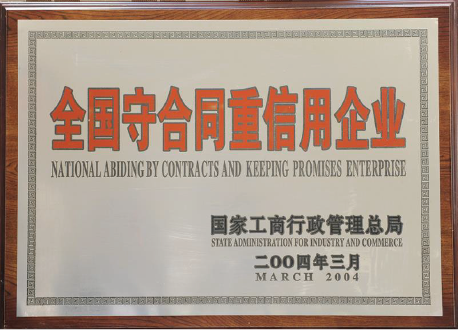 全国守合同重信用企业
NATIONAL ABIDING BY CONTRACTS AND KEEPING PROMISES ENTERPRISE
国家工商行政管理总局
STATE ADMINISTRATION FOR INDUSTRY AND COMMERCE
二〇〇四年三月
MARCH 2004